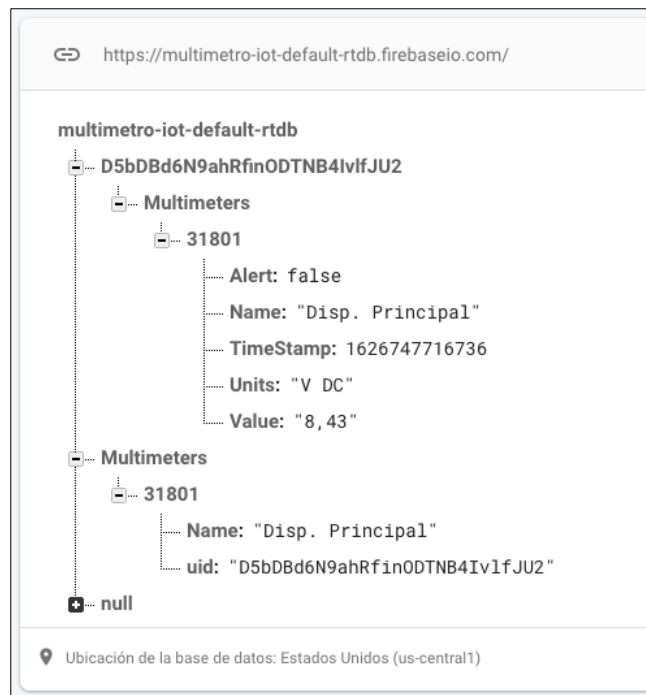 https://multimetro-iot-default-rtdb.firebaseio.com/
multimetro-iot-default-rtdb
D5bDBd6N9ahRfinODTNB4IvlfJU2
Multimeters
31801
Alert: false
Name: "Disp. Principal"
TimeStamp: 1626747716736
Units: "V DC"
Value: "8,43"
Multimeters
31801
Name: "Disp. Principal"
uid: "D5bDBd6N9ahRfinODTNB4IvlfJU2"
null
Ubicación de la base de datos: Estados Unidos (us-central1)